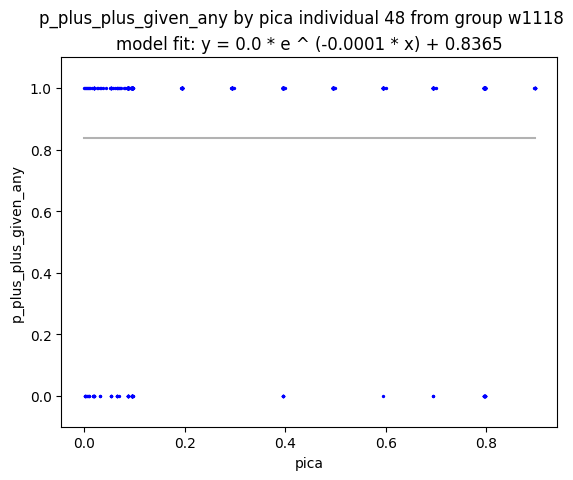 p_plus_plus_given_any by pica individual 48 from group w1118
model fit: y = 0.0 * e ^ (-0.0001 * x) + 0.8365
p_plus_plus_given_any
1.0
0.8
0.6
0.4
0.2
0.0
0.0 0.2 0.4 0.6 0.8
pica